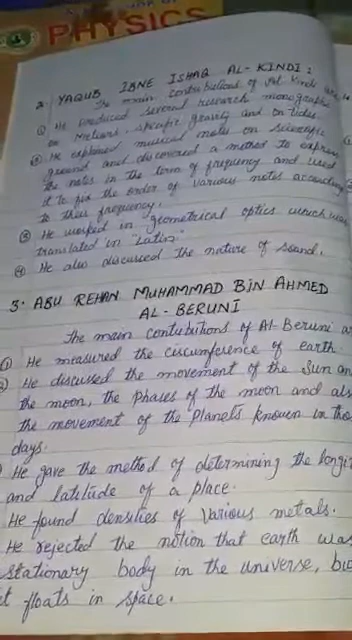 PHYSICS
2. YAQUB IBNE ISHAQ AL-KINDI:
The main contributions of Al-Kindi are
① He produced several research monographs
on Meteors, specific gravity and on tides.
② He explained musical notes on scientific
ground and discovered a method to express
the notes in the term of frequency and used
it to fix the order of various notes according
to their frequency.
③ He worked in geometrical optics which was
translated in "Latin"
④ He also discussed the nature of sound.
3. ABU REHAN MUHAMMAD BIN AHMED
AL-BERUNI
The main contubutions of Al-Beruni a
① He measured the circumference of earth.
② He discussed the movement of the Sun an
the moon, the phases of the moon and als
the movement of the Planets known in tho
days.
He gave the method of determining the longi
and latitude of a place.
He found densities of various metals.
He rejected the notion that earth was
stationary body in the universe, bu
it floats in space.